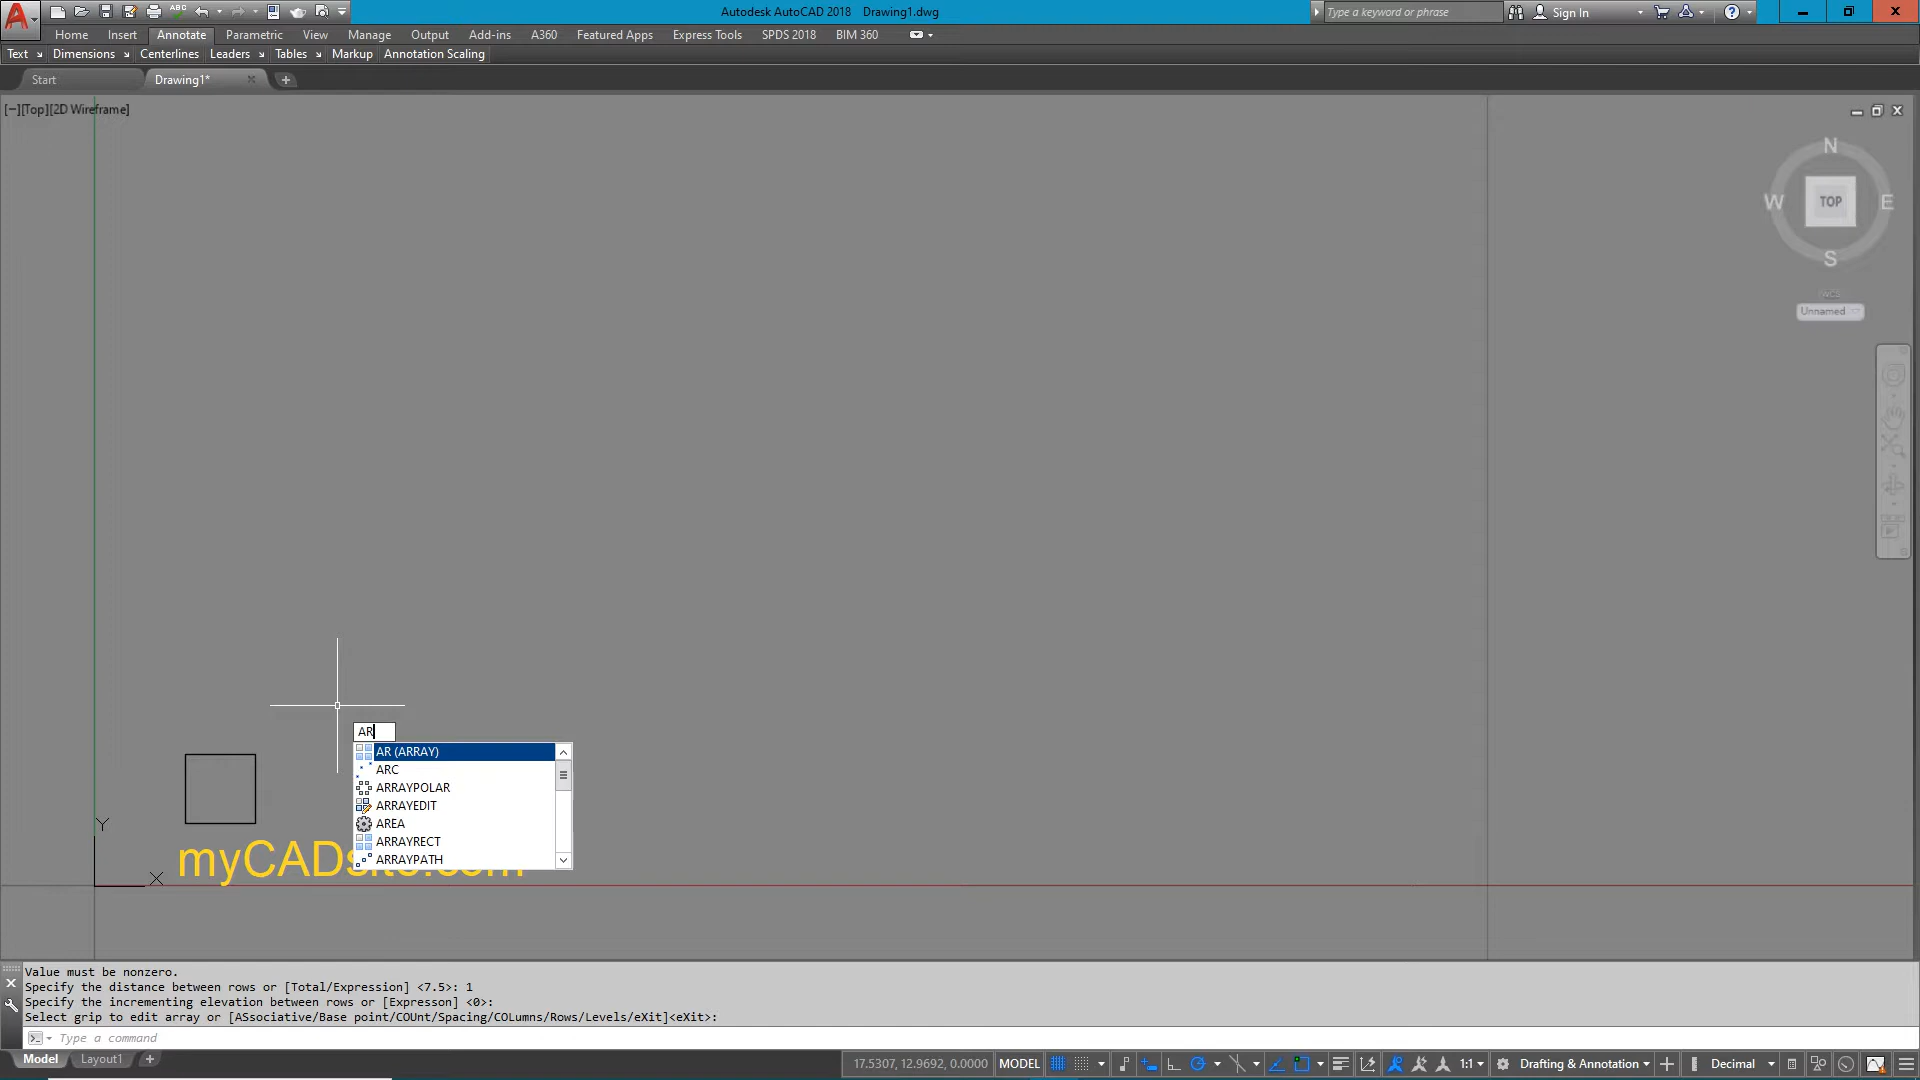 Autodesk AutoCAD 2018 Drawing1.dwg
Type a keyword or phrase
Sign In
Home Insert Annotate Parametric View Manage Output Add-ins A360 Featured Apps Express Tools SPDS 2018 BIM 360
Text Dimensions Centerlines Leaders Tables Markup Annotation Scaling
Start Drawing1*
[−][Top][2D Wireframe]
N
W TOP E
S
WCS
Unnamed
AR
AR (ARRAY)
ARC
ARRAYPOLAR
ARRAYEDIT
AREA
ARRAYRECT
ARRAYPATH
Y
X
myCADsite.com
Value must be nonzero.
Specify the distance between rows or [Total/Expression] <7.5>: 1
Specify the incrementing elevation between rows or [Expresson] <0>:
Select grip to edit array or [ASsociative/Base point/COUnt/Spacing/COLumns/Rows/Levels/eXit]<eXit>:
Type a command
Model Layout1
17.5307, 12.9692, 0.0000 MODEL 1:1 Drafting & Annotation Decimal